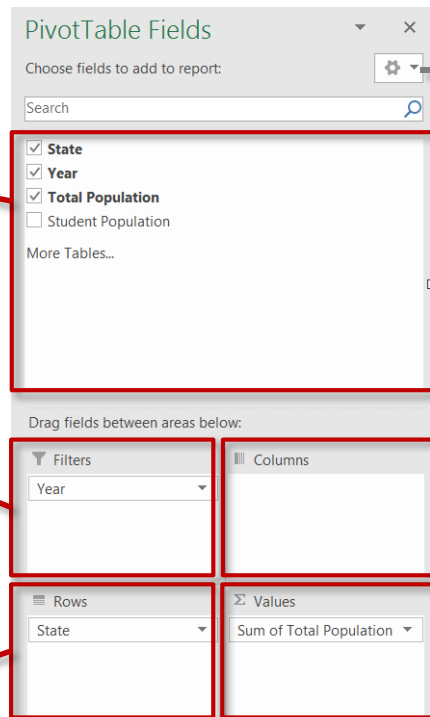 PivotTable Fields
Choose fields to add to report:
Search
State
Year
Total Population
Student Population
More Tables...
Drag fields between areas below:
Filters
Columns
Year
Rows
Σ Values
State
Sum of Total Population